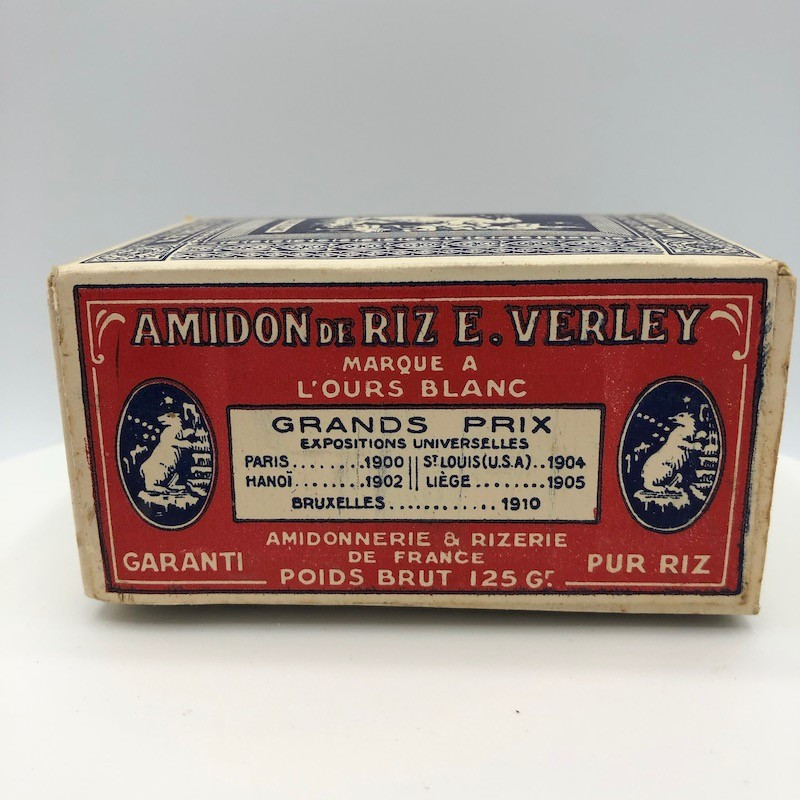 AMIDON DE RIZ E. VERLEY
MARQUE A
L'OURS BLANC
GRANDS PRIX
EXPOSITIONS UNIVERSELLES
PARIS........1900 || ST LOUIS (U.S.A)..1904
HANOÏ........1902 || LIÈGE........1905
BRUXELLES............1910
AMIDONNERIE & RIZERIE
DE FRANCE
GARANTI
PUR RIZ
POIDS BRUT 125 Gr